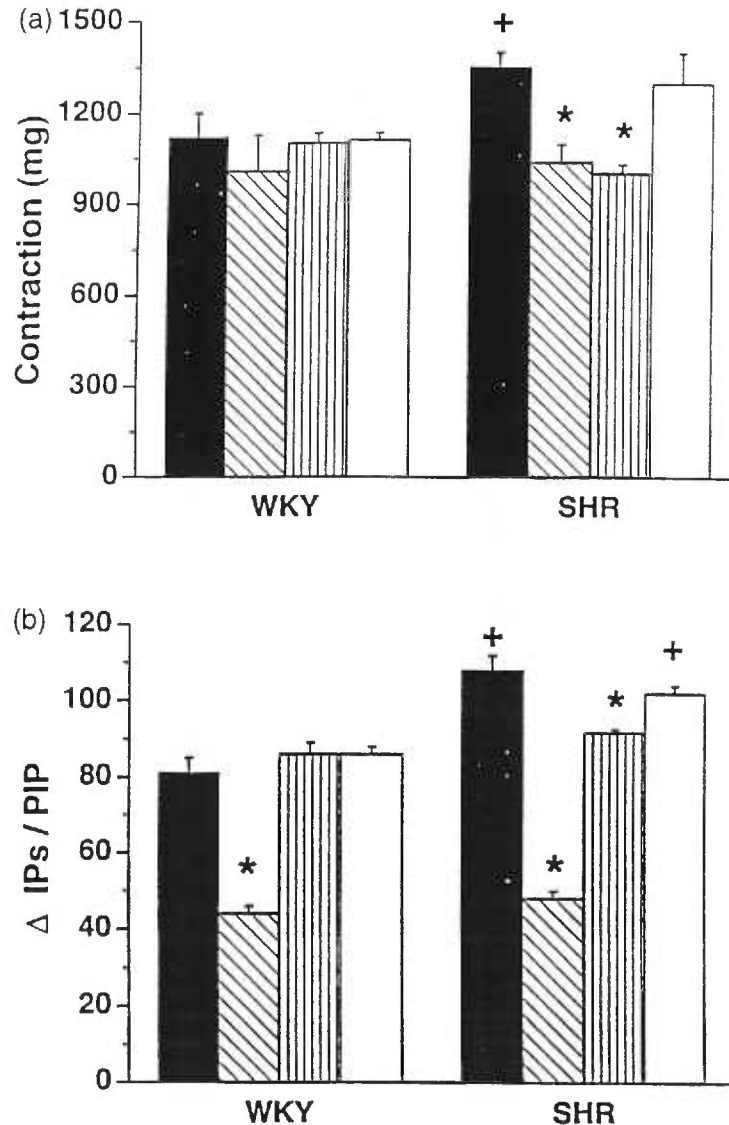 (a)
Contraction (mg)
1500
1200
900
600
300
0
+
*
*
WKY
SHR
(b)
Δ IPs / PIP
120
100
80
60
40
20
0
*
+
*
*
+
WKY
SHR